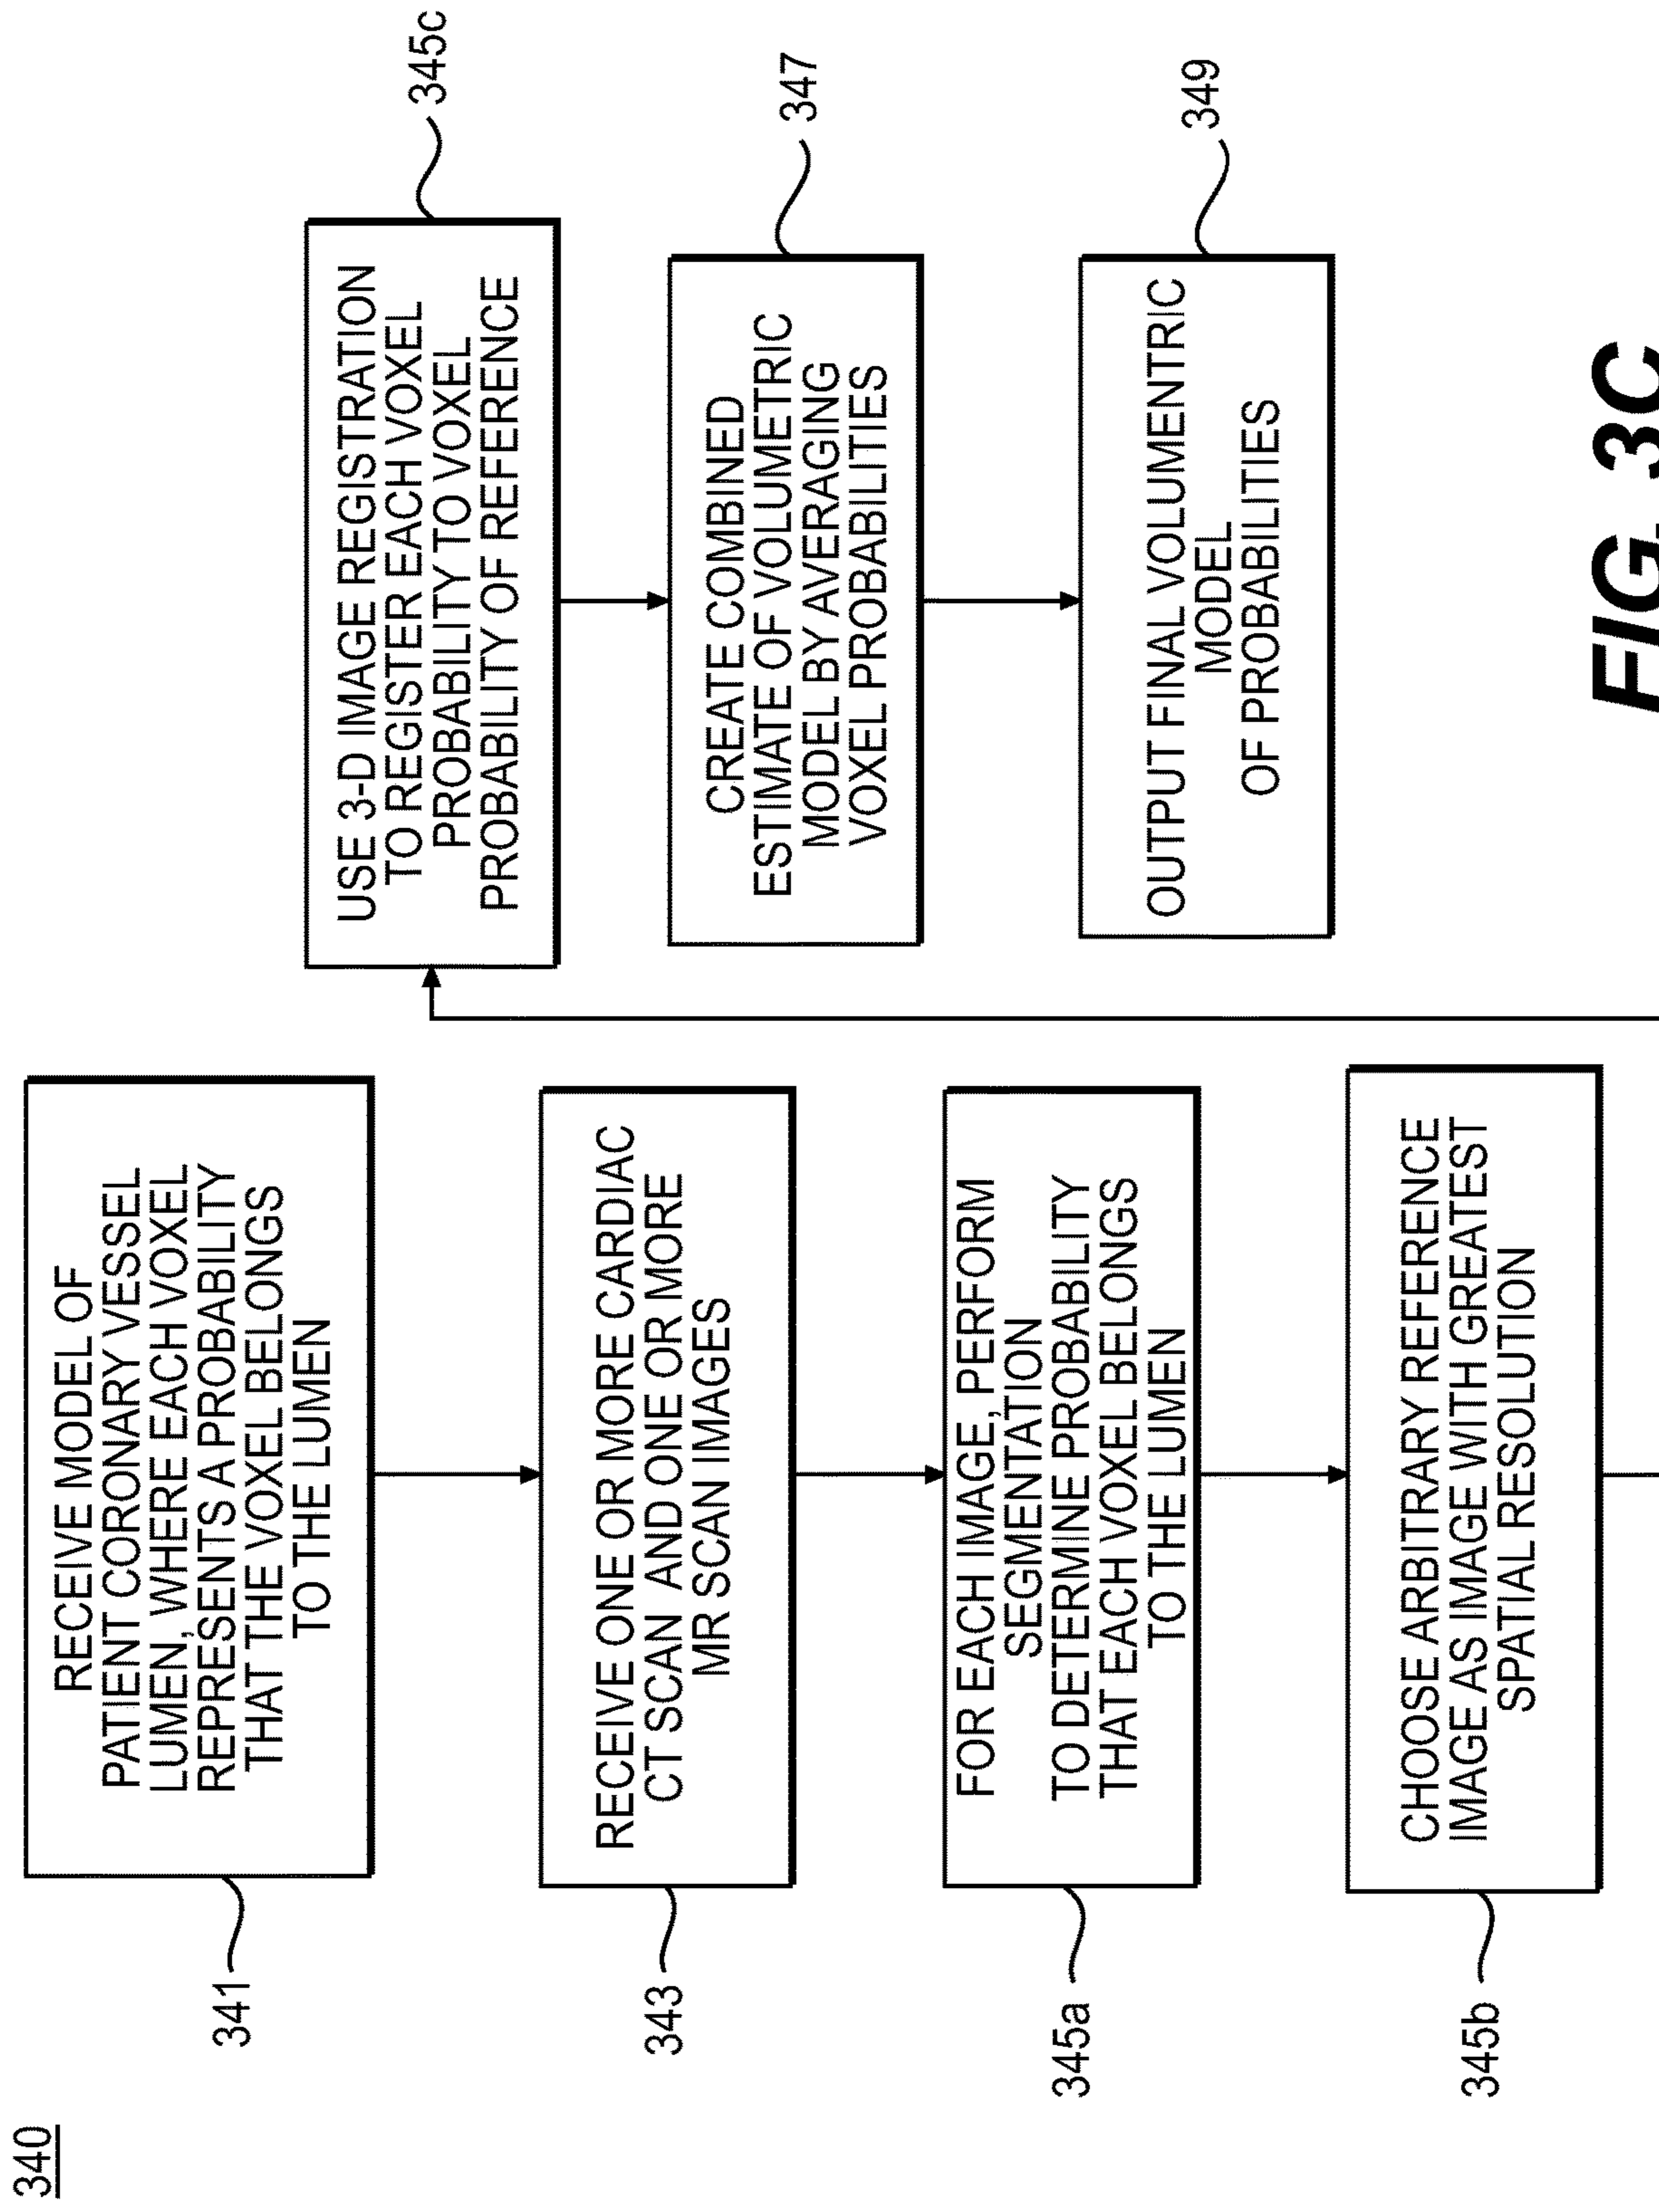 340
341
RECEIVE MODEL OF
PATIENT CORONARY VESSEL
LUMEN, WHERE EACH VOXEL
REPRESENTS A PROBABILITY
THAT THE VOXEL BELONGS
TO THE LUMEN
343
RECEIVE ONE OR MORE CARDIAC
CT SCAN AND ONE OR MORE
MR SCAN IMAGES
345a
FOR EACH IMAGE, PERFORM
SEGMENTATION
TO DETERMINE PROBABILITY
THAT EACH VOXEL BELONGS
TO THE LUMEN
345b
CHOOSE ARBITRARY REFERENCE
IMAGE AS IMAGE WITH GREATEST
SPATIAL RESOLUTION
USE 3-D IMAGE REGISTRATION
TO REGISTER EACH VOXEL
PROBABILITY TO VOXEL
PROBABILITY OF REFERENCE
345c
CREATE COMBINED
ESTIMATE OF VOLUMETRIC
MODEL BY AVERAGING
VOXEL PROBABILITIES
347
OUTPUT FINAL VOLUMENTRIC
MODEL
OF PROBABILITIES
349
FIG. 3C